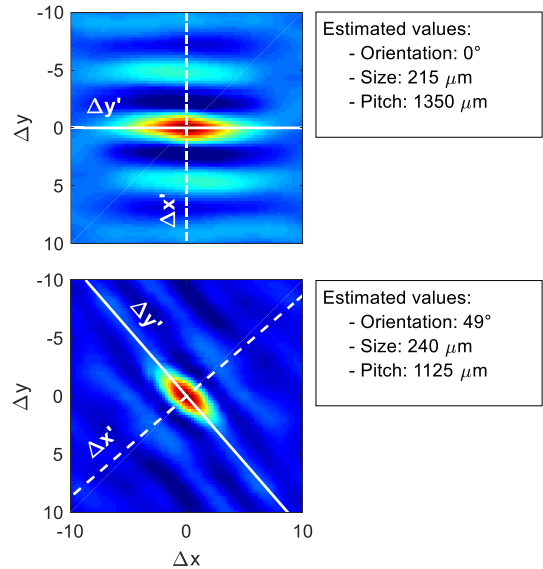 -10
-5
0
5
10
Δy
Δy'
Δx'
Estimated values:
- Orientation: 0°
- Size: 215 μm
- Pitch: 1350 μm
-10
-5
0
5
10
Δy
Δy'
Δx'
-10 0 10
Δx
Estimated values:
- Orientation: 49°
- Size: 240 μm
- Pitch: 1125 μm